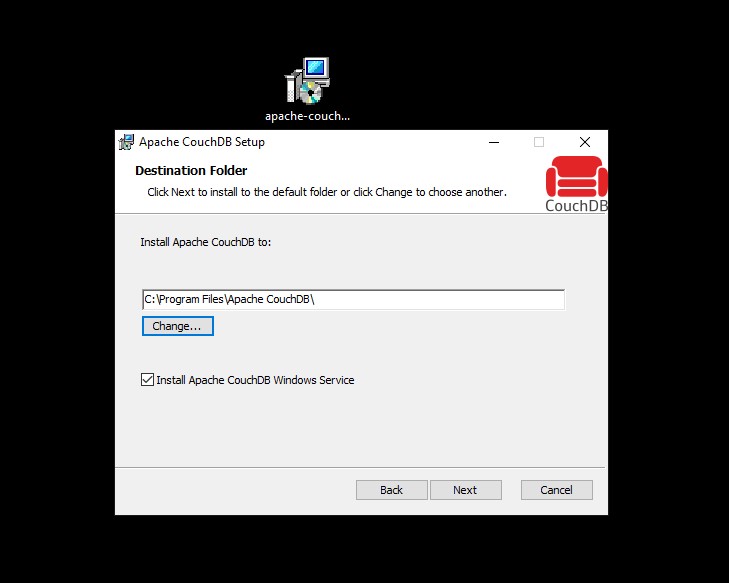 apache-couch...
Apache CouchDB Setup
Destination Folder
Click Next to install to the default folder or click Change to choose another.
CouchDB
Install Apache CouchDB to:
C:\Program Files\Apache CouchDB\
Change...
Install Apache CouchDB Windows Service
Back Next Cancel